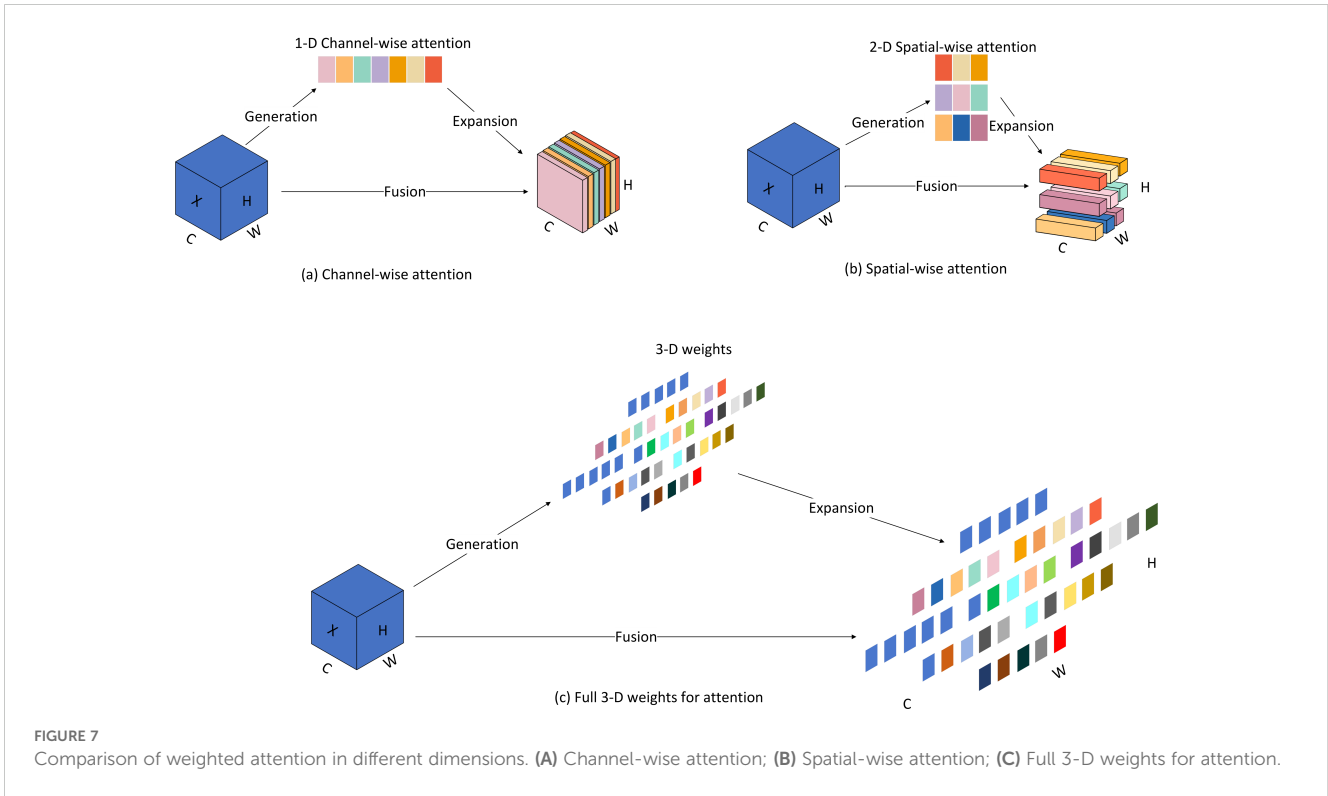 1-D Channel-wise attention
Generation
Expansion
X
H
Fusion
H
C
W
C
W
(a) Channel-wise attention
2-D Spatial-wise attention
Generation
Expansion
X
H
Fusion
H
C
W
C
W
(b) Spatial-wise attention
3-D weights
Generation
Expansion
X
H
Fusion
H
C
W
C
W
(c) Full 3-D weights for attention
FIGURE 7
Comparison of weighted attention in different dimensions. (A) Channel-wise attention; (B) Spatial-wise attention; (C) Full 3-D weights for attention.